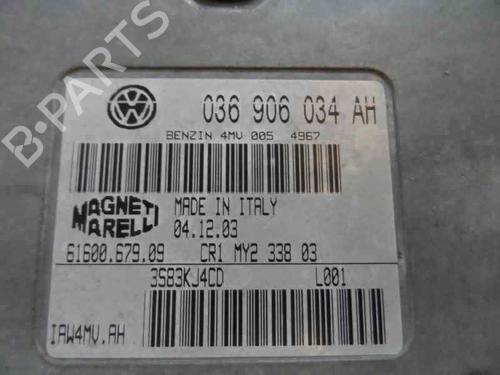 036 906 034 AH
BENZIN 4MV 005 4967
MAGNETI
MARELLI
MADE IN ITALY
04.12.03
61600.679.09 CR1 MY2 338 03
3S83KJ4CD L001
IAW4MV.AH
B-PARTS